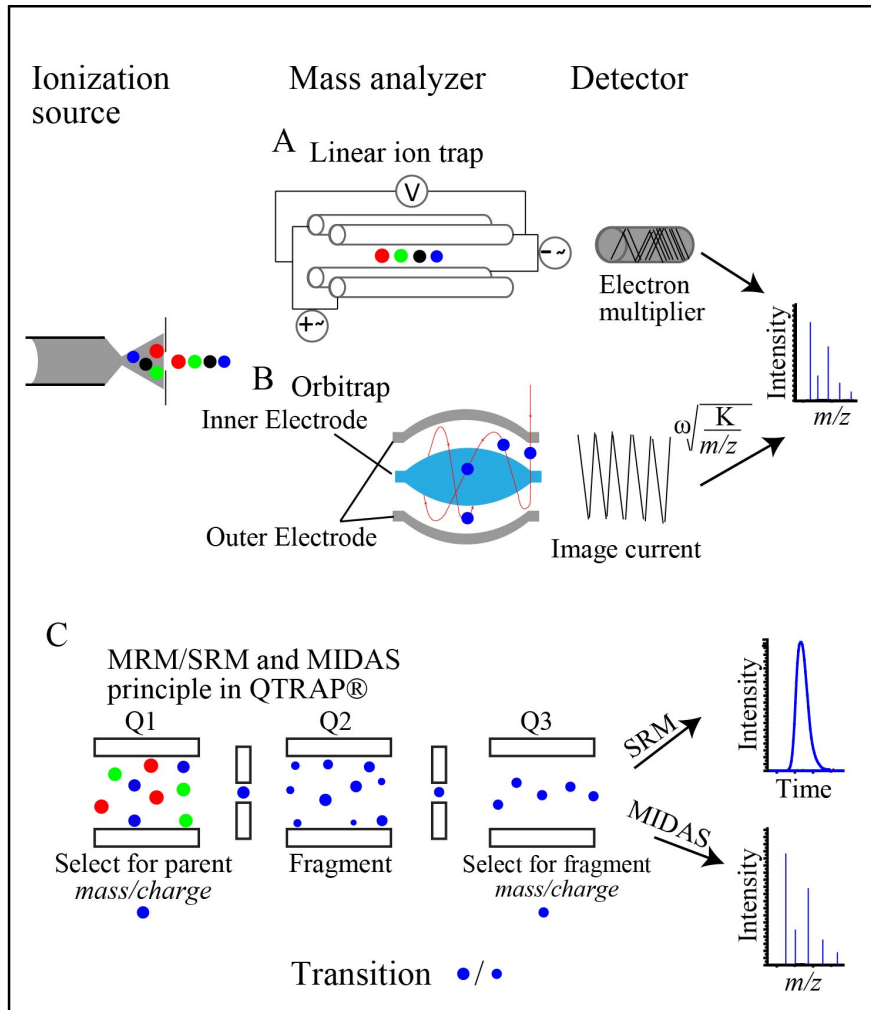 Ionization
source
Mass analyzer
Detector
A
Linear ion trap
V
-~
+~
Electron
multiplier
Intensity
m/z
B
Orbitrap
Inner Electrode
Outer Electrode
ω√K/m/z
Image current
C
MRM/SRM and MIDAS
principle in QTRAP®
Q1
Q2
Q3
Select for parent
mass/charge
Fragment
Select for fragment
mass/charge
SRM
MIDAS
Intensity
Time
Intensity
m/z
Transition /